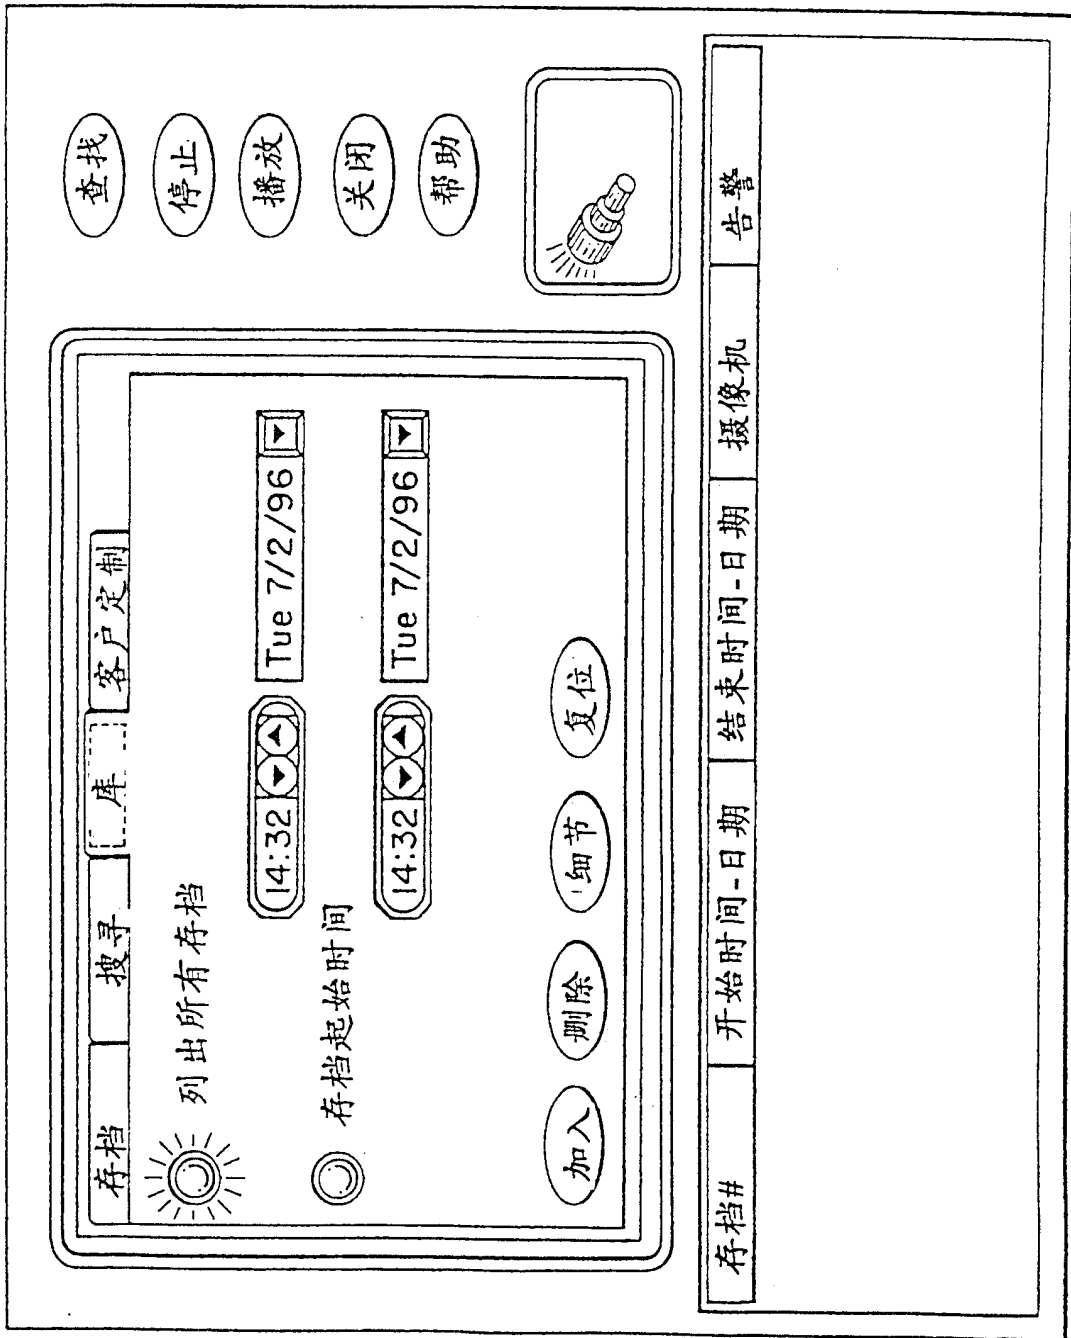 存档
搜寻
库
客户定制
列出所有存档
14:32
Tue 7/2/96
存档起始时间
14:32
Tue 7/2/96
加入
删除
细节
复位
查找
停止
播放
关闭
帮助
存档#
开始时间-日期
结束时间-日期
摄像机
告警